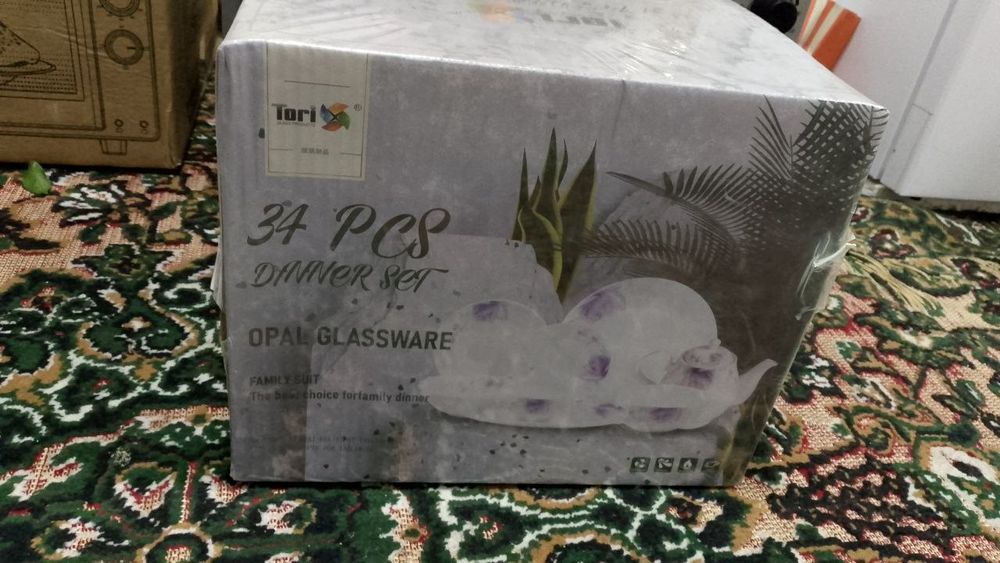 Tori ®
34 PCS
DINNER SET
OPAL GLASSWARE
FAMILY SUIT
The best choice forfamily dinner